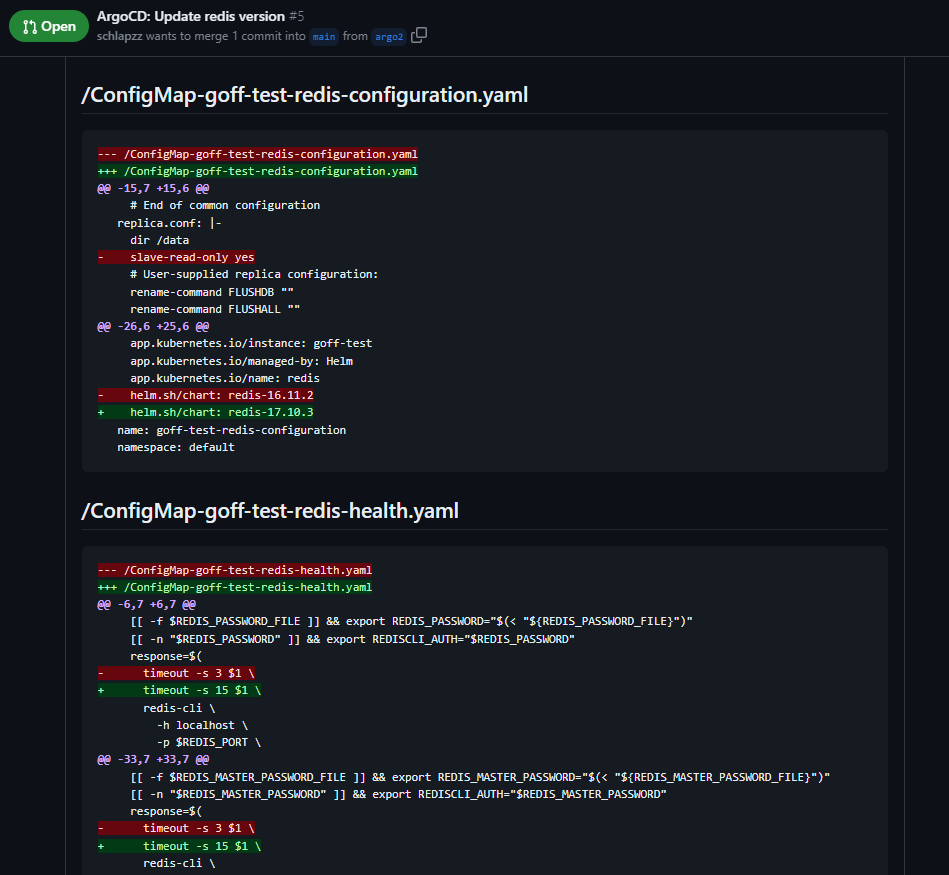 Open
ArgoCD: Update redis version #5
schlapzz wants to merge 1 commit into main from argo2
/ConfigMap-goff-test-redis-configuration.yaml
--- /ConfigMap-goff-test-redis-configuration.yaml
+++ /ConfigMap-goff-test-redis-configuration.yaml
@@ -15,7 +15,6 @@
     # End of common configuration
   replica.conf: |-
     dir /data
-    slave-read-only yes
     # User-supplied replica configuration:
     rename-command FLUSHDB ""
     rename-command FLUSHALL ""
@@ -26,6 +25,6 @@
     app.kubernetes.io/instance: goff-test
     app.kubernetes.io/managed-by: Helm
     app.kubernetes.io/name: redis
-    helm.sh/chart: redis-16.11.2
+    helm.sh/chart: redis-17.10.3
   name: goff-test-redis-configuration
   namespace: default
/ConfigMap-goff-test-redis-health.yaml
--- /ConfigMap-goff-test-redis-health.yaml
+++ /ConfigMap-goff-test-redis-health.yaml
@@ -6,7 +6,7 @@
     [[ -f $REDIS_PASSWORD_FILE ]] && export REDIS_PASSWORD="$(< "${REDIS_PASSWORD_FILE}")"
     [[ -n "$REDIS_PASSWORD" ]] && export REDISCLI_AUTH="$REDIS_PASSWORD"
     response=$(
-      timeout -s 3 $1 \
+      timeout -s 15 $1 \
       redis-cli \
         -h localhost \
         -p $REDIS_PORT \
@@ -33,7 +33,7 @@
     [[ -f $REDIS_MASTER_PASSWORD_FILE ]] && export REDIS_MASTER_PASSWORD="$(< "${REDIS_MASTER_PASSWORD_FILE}")"
     [[ -n "$REDIS_MASTER_PASSWORD" ]] && export REDISCLI_AUTH="$REDIS_MASTER_PASSWORD"
     response=$(
-      timeout -s 3 $1 \
+      timeout -s 15 $1 \
       redis-cli \